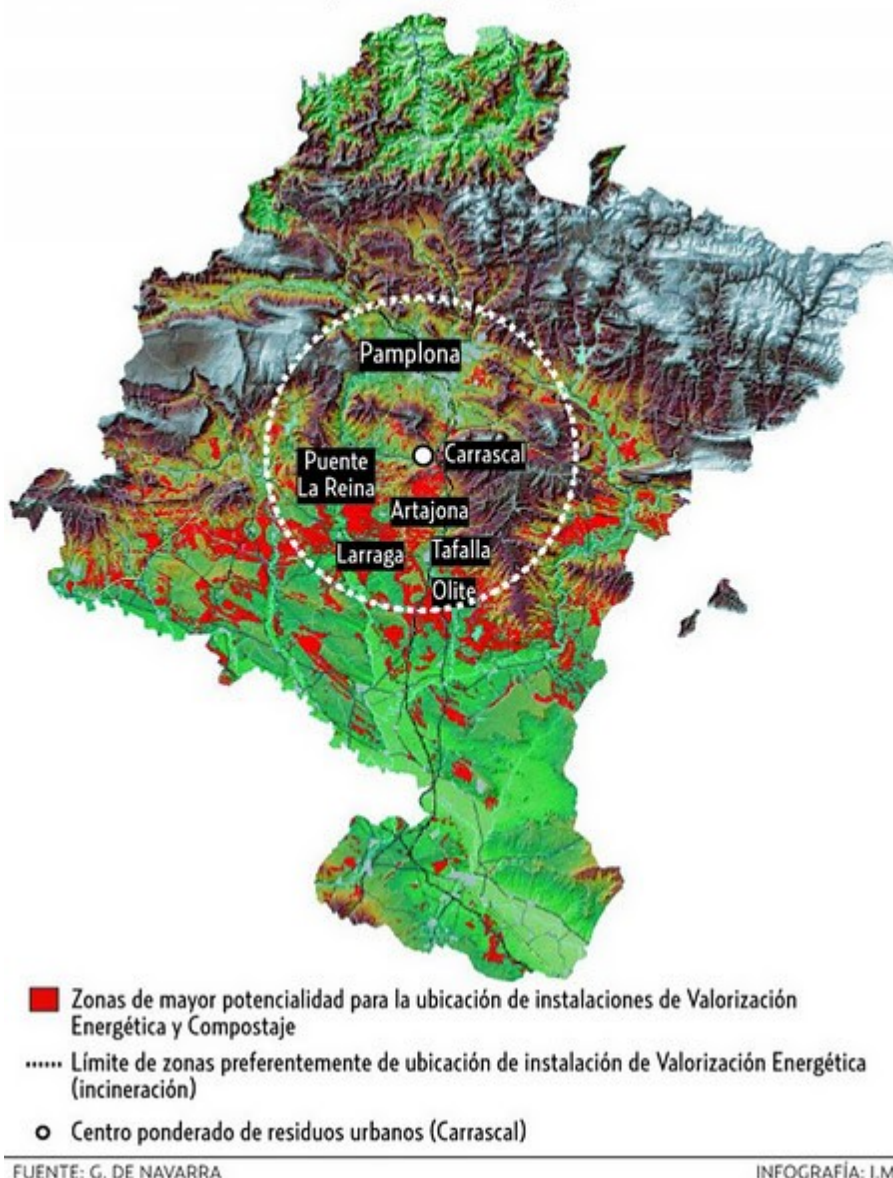 Pamplona
Carrascal
Puente
La Reina
Artajona
Larraga
Tafalla
Olite
Zonas de mayor potencialidad para la ubicación de instalaciones de Valorización
Energética y Compostaje
Límite de zonas preferentemente de ubicación de instalación de Valorización Energética
(incineración)
Centro ponderado de residuos urbanos (Carrascal)
FUENTE: G. DE NAVARRA
INFOGRAFÍA: I.M